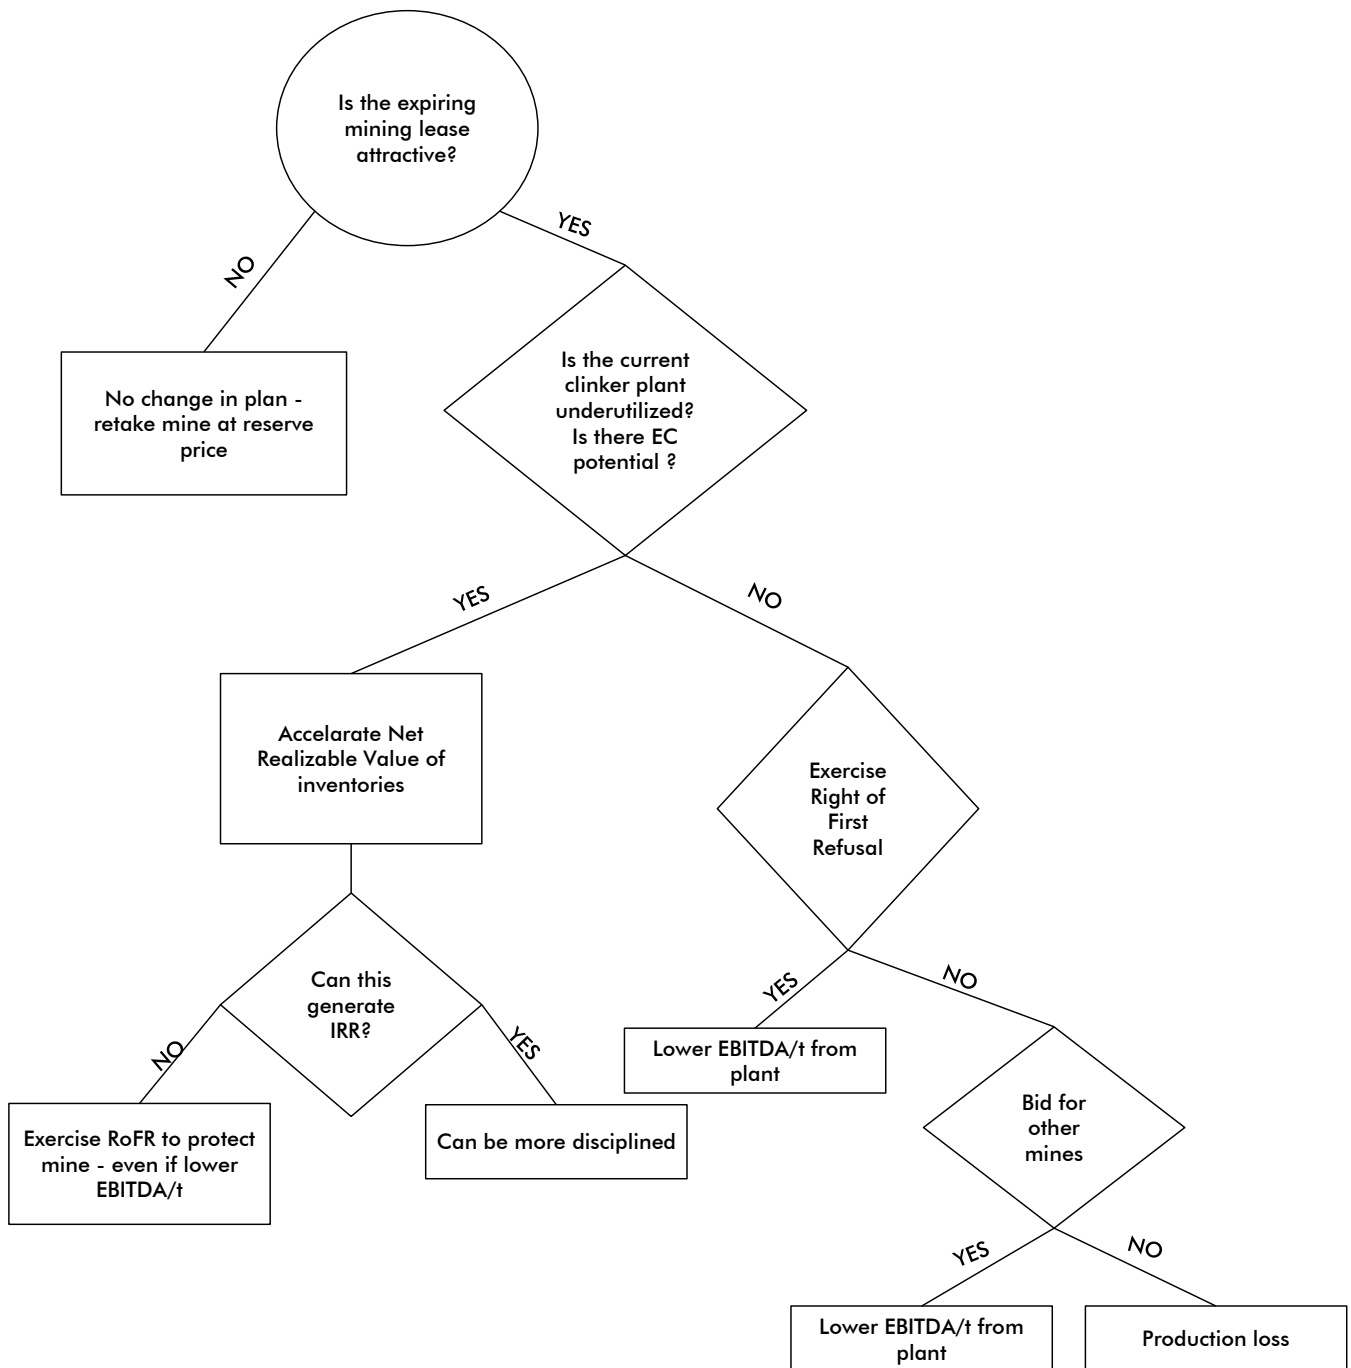 Is the expiring
mining lease
attractive?
YES
NO
Is the current
clinker plant
underutilized?
Is there EC
potential ?
No change in plan -
retake mine at reserve
price
YES
NO
Accelarate Net
Realizable Value of
inventories
Exercise
Right of
First
Refusal
Can this
generate
IRR?
YES
NO
NO
YES
Lower EBITDA/t from
plant
Bid for
other
mines
Exercise RoFR to protect
mine - even if lower
EBITDA/t
Can be more disciplined
YES
NO
Lower EBITDA/t from
plant
Production loss